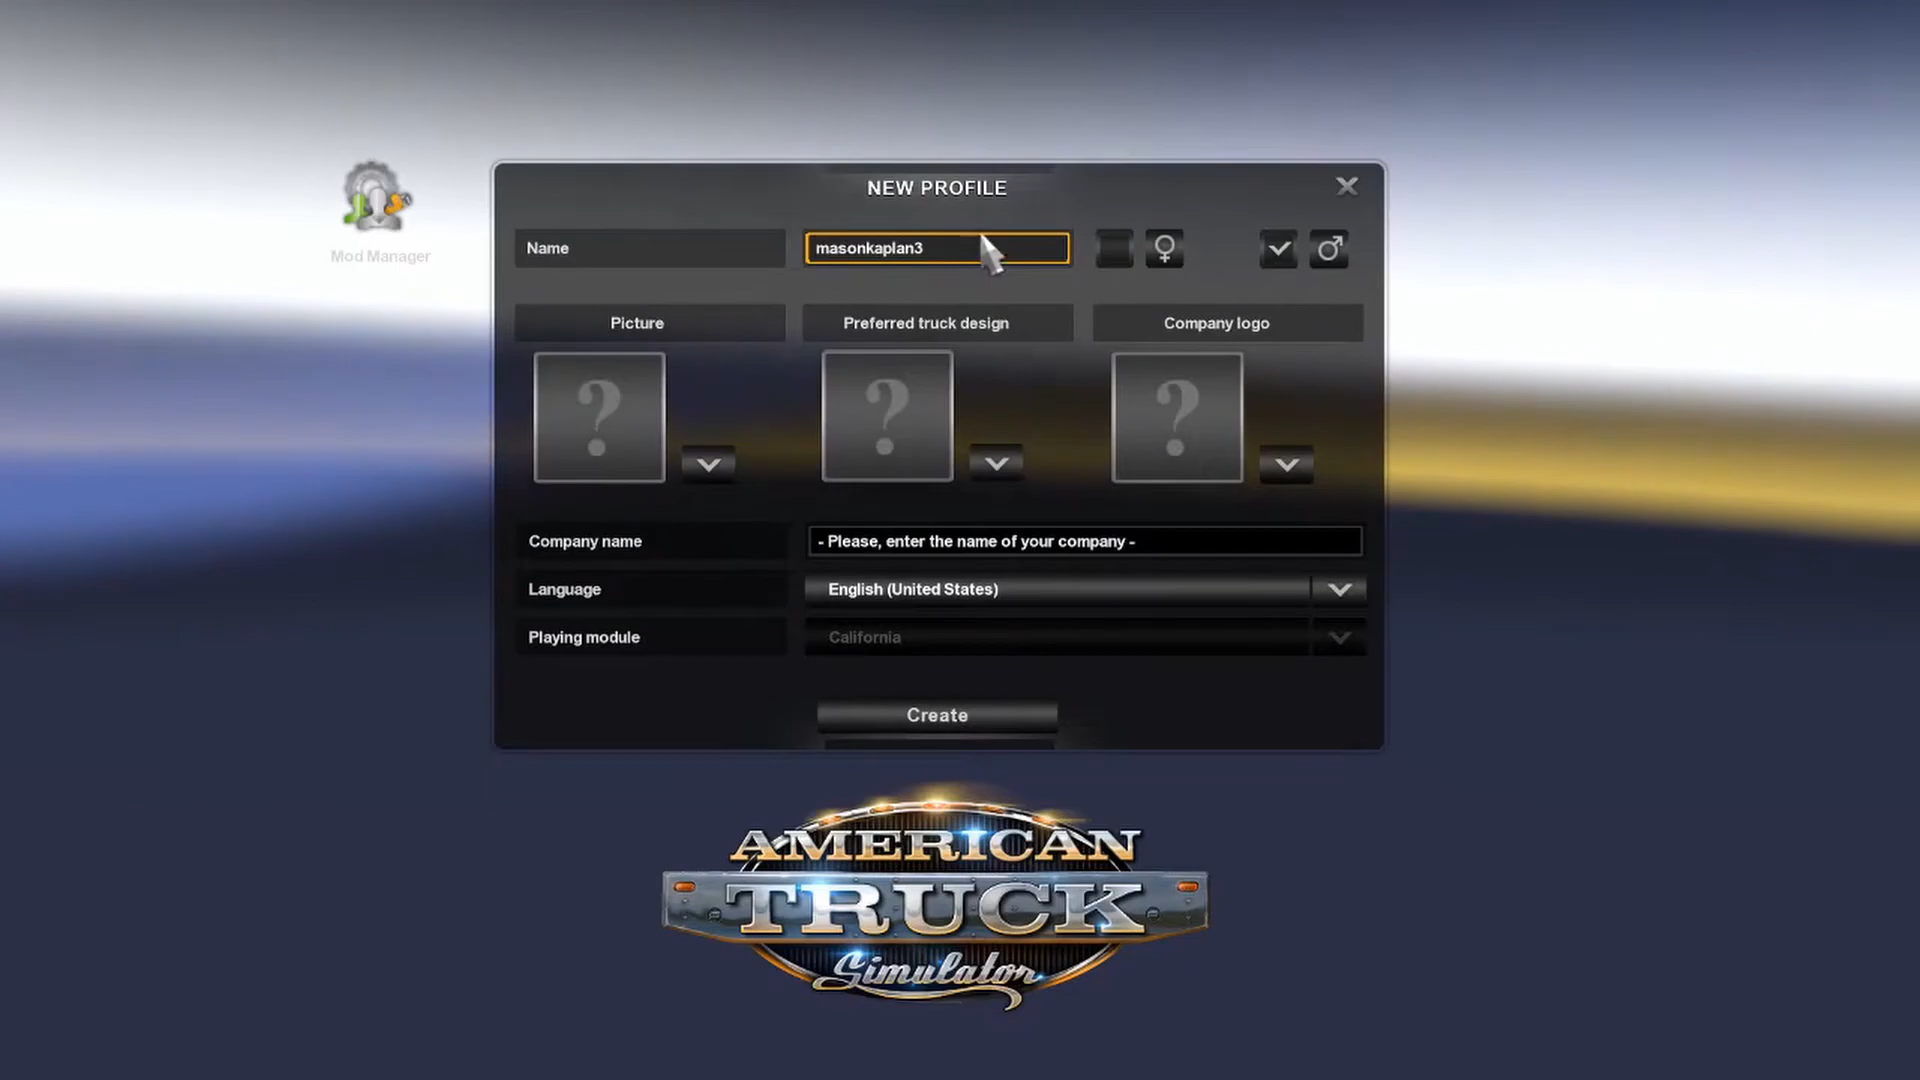 NEW PROFILE
Mod Manager
Name
masonkaplan3
Picture
Preferred truck design
Company logo
?
?
?
Company name
- Please, enter the name of your company -
Language
English (United States)
Playing module
California
Create
AMERICAN
TRUCK
Simulator